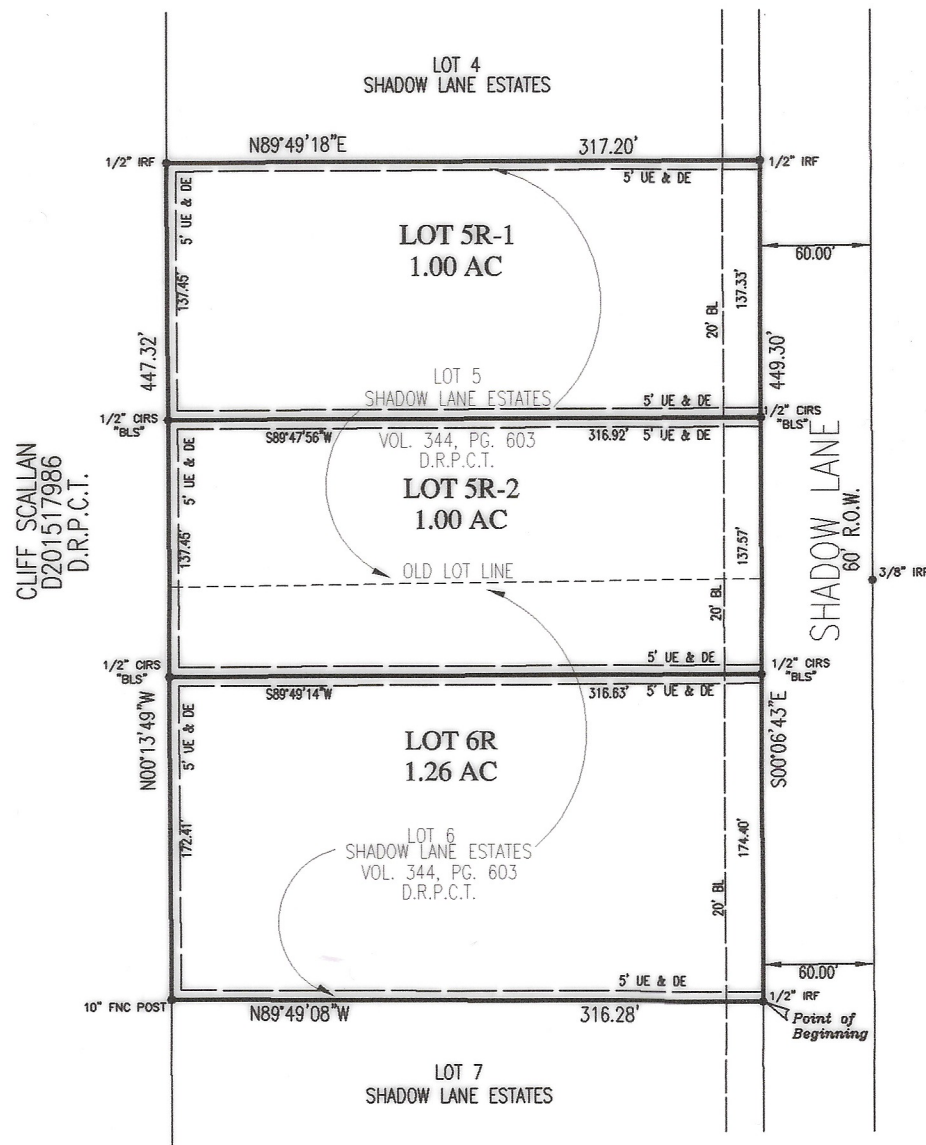 LOT 4
SHADOW LANE ESTATES
N89°49'18"E
317.20'
1/2" IRF
1/2" IRF
5' UE & DE
5' UE & DE
LOT 5R-1
1.00 AC
60.00'
137.45'
137.33'
20' BL
447.32'
449.30'
LOT 5
SHADOW LANE ESTATES
5' UE & DE
1/2" CIRS
"BLS"
1/2" CIRS
"BLS"
S89°47'56"W
316.92'
5' UE & DE
VOL. 344, PG. 603
D.R.P.C.T.
5' UE & DE
LOT 5R-2
1.00 AC
CLIFF SCALLAN
D201517986
D.R.P.C.T.
SHADOW LANE
60' R.O.W.
137.45'
137.57'
OLD LOT LINE
3/8" IRF
20' BL
5' UE & DE
1/2" CIRS
"BLS"
1/2" CIRS
"BLS"
S89°49'14"W
316.63'
5' UE & DE
N00°13'49"W
S00°06'43"E
5' UE & DE
LOT 6R
1.26 AC
172.41'
174.40'
LOT 6
SHADOW LANE ESTATES
VOL. 344, PG. 603
D.R.P.C.T.
20' BL
60.00'
5' UE & DE
10" FNC POST
1/2" IRF
N89°49'08"W
316.28'
Point of
Beginning
LOT 7
SHADOW LANE ESTATES